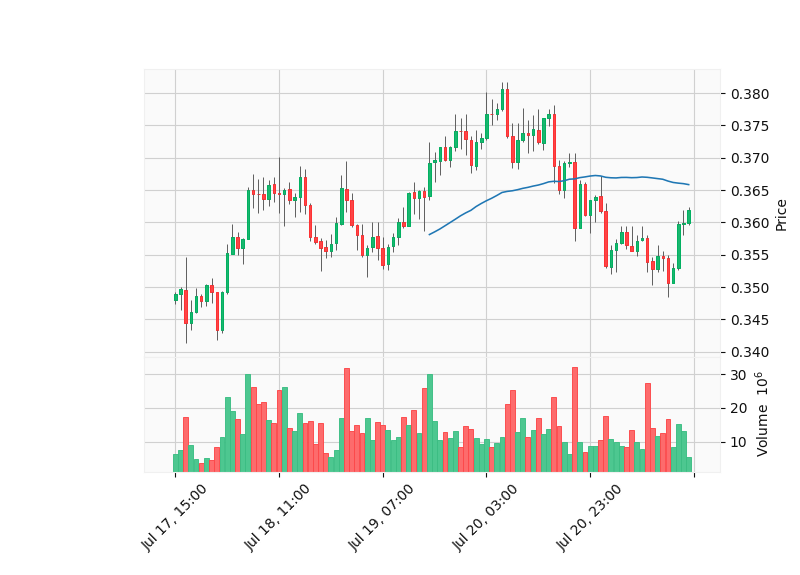 0.380
0.375
0.370
0.365
0.360
0.355
0.350
0.345
0.340
Price
30
20
10
Volume 10⁶
Jul 17, 15:00
Jul 18, 11:00
Jul 19, 07:00
Jul 20, 03:00
Jul 20, 23:00